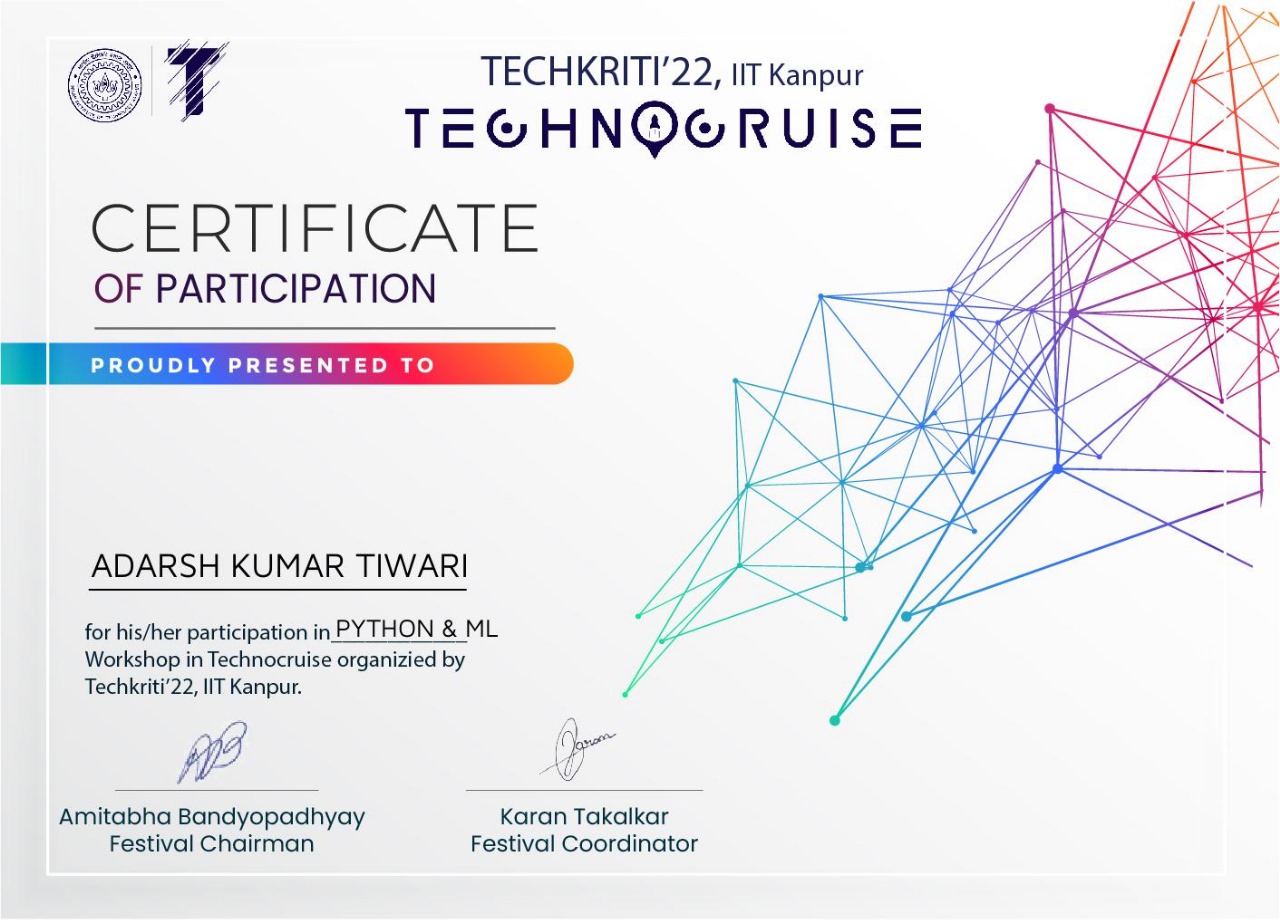 TECHKRITI’22, IIT Kanpur
TECHNOCRUISE
CERTIFICATE
OF PARTICIPATION
PROUDLY PRESENTED TO
ADARSH KUMAR TIWARI
for his/her participation in PYTHON & ML
Workshop in Technocruise organizied by
Techkriti’22, IIT Kanpur.
Amitabha Bandyopadhyay
Festival Chairman
Karan Takalkar
Festival Coordinator